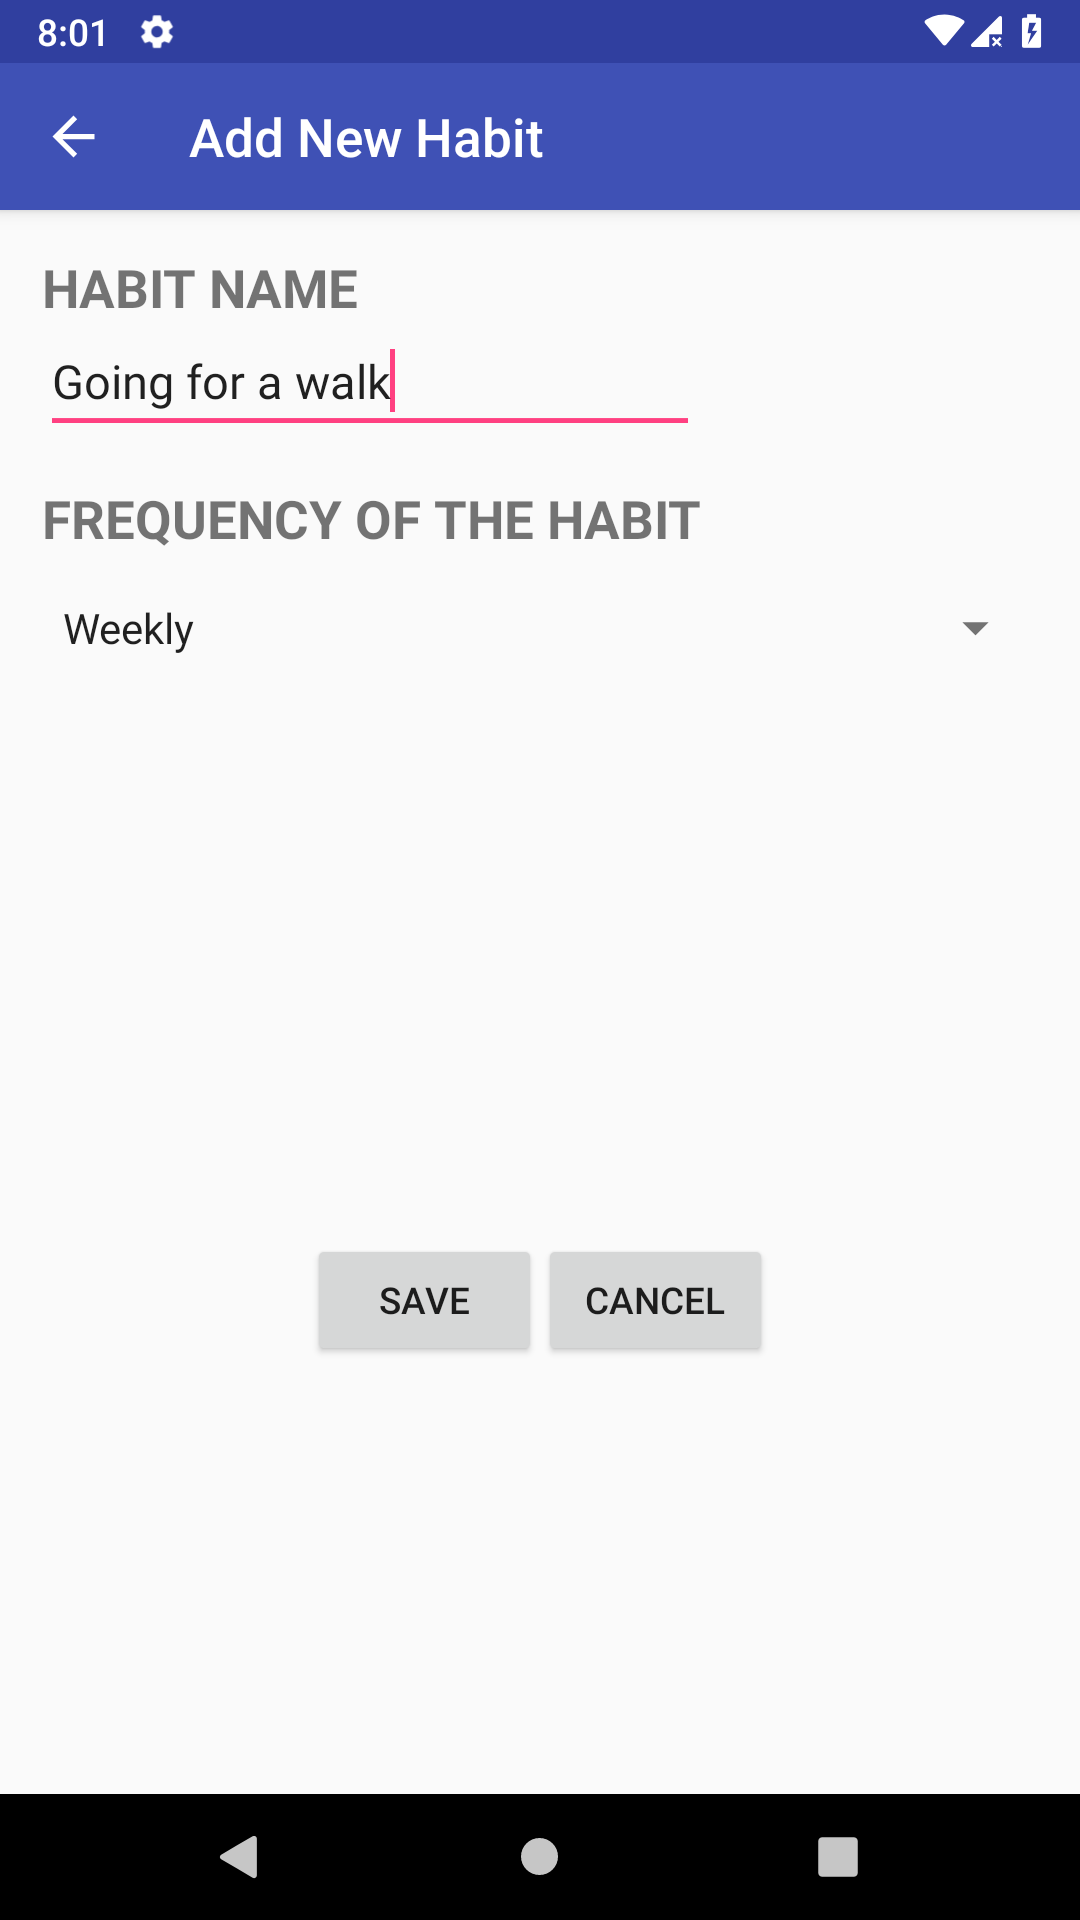 8:01
Add New Habit
HABIT NAME
Going for a walk
FREQUENCY OF THE HABIT
Weekly
SAVE CANCEL